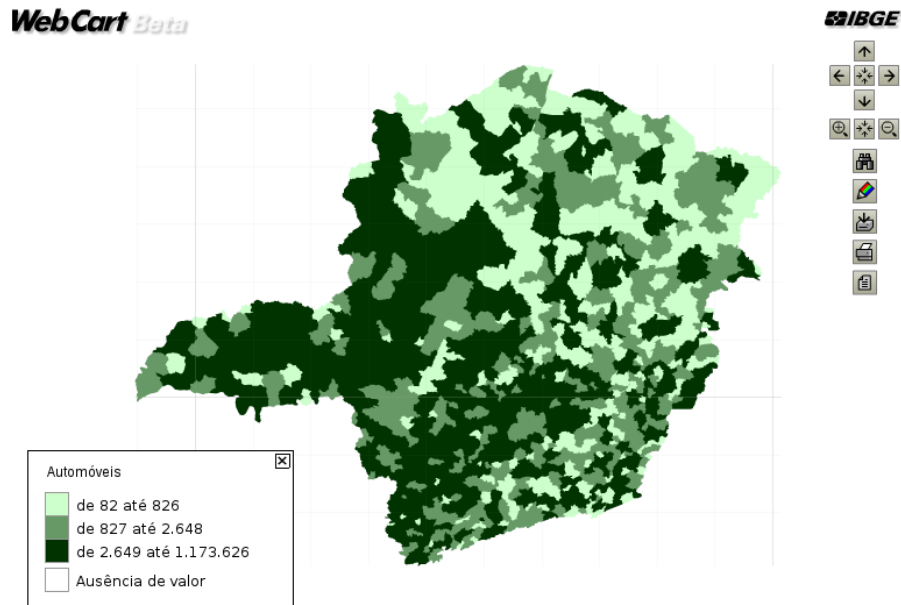 WebCart Beta
IBGE
Automóveis
de 82 até 826
de 827 até 2.648
de 2.649 até 1.173.626
Ausência de valor